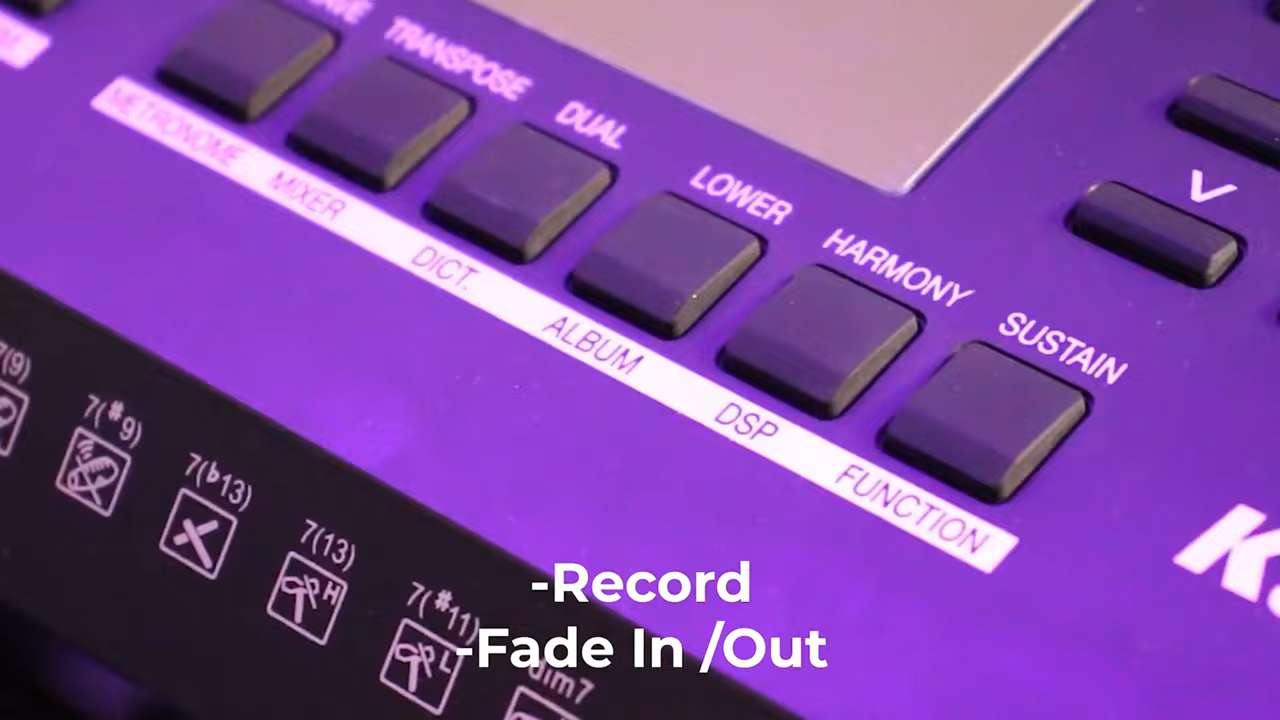 TRANSPOSE
DUAL
LOWER
HARMONY
SUSTAIN
V
METRONOME
MIXER
DICT.
ALBUM
DSP
FUNCTION
7(#9)
7(b13)
7(13)
H
7(#11)
L
dim7
-Record
-Fade In /Out